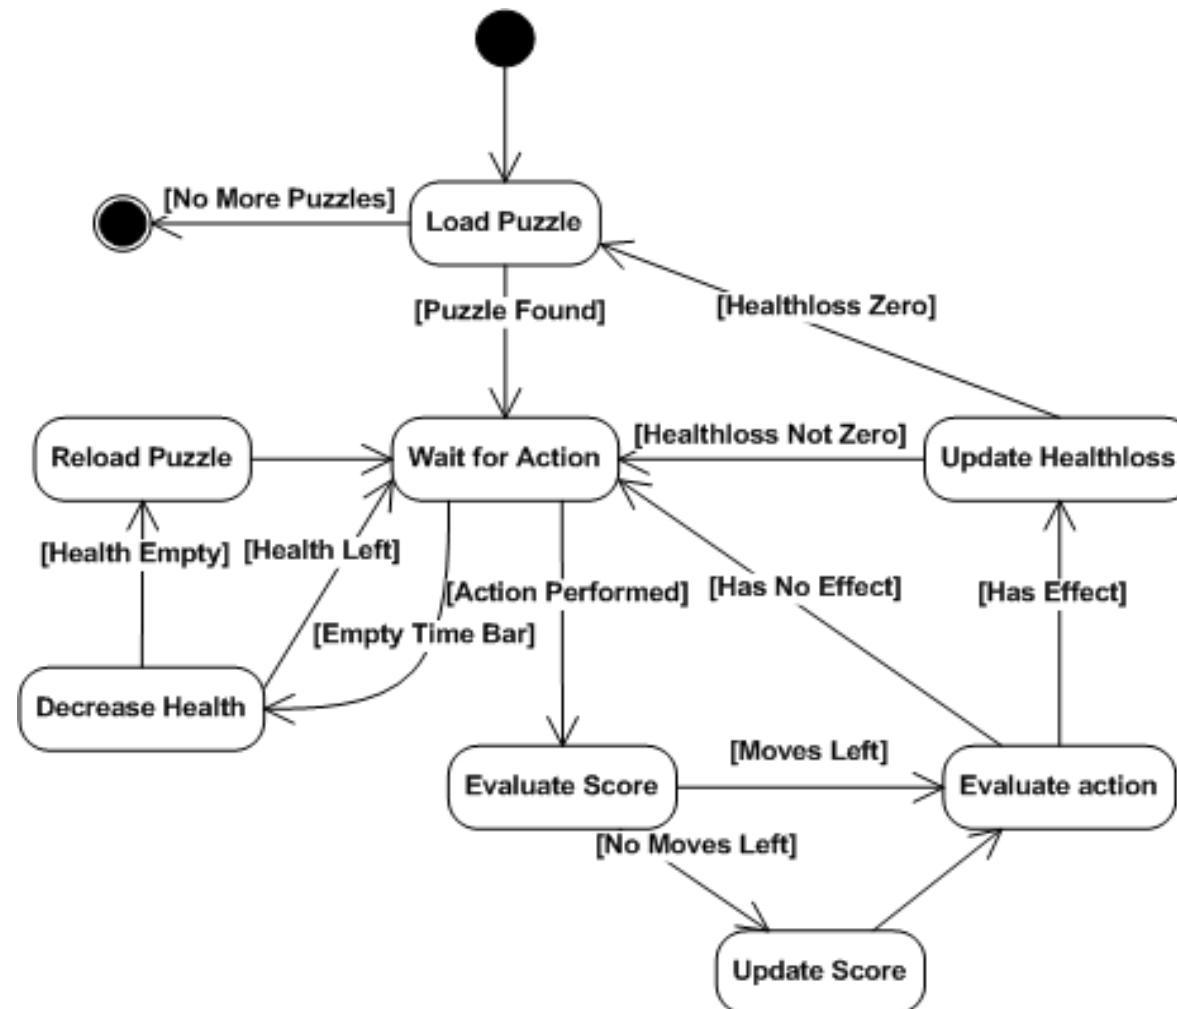 [No More Puzzles]
Load Puzzle
[Puzzle Found]
[Healthloss Zero]
Reload Puzzle
Wait for Action
[Healthloss Not Zero]
Update Healthloss
[Health Empty]
[Health Left]
[Action Performed]
[Has No Effect]
[Has Effect]
[Empty Time Bar]
Decrease Health
[Moves Left]
Evaluate Score
Evaluate action
[No Moves Left]
Update Score